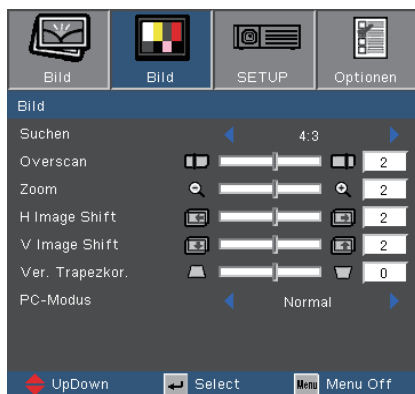 Bild Bild SETUP Optionen
Bild
Suchen 4:3
Overscan 2
Zoom 2
H Image Shift 2
V Image Shift 2
Ver. Trapezkor. 0
PC-Modus Normal
UpDown Select Menu Menu Off